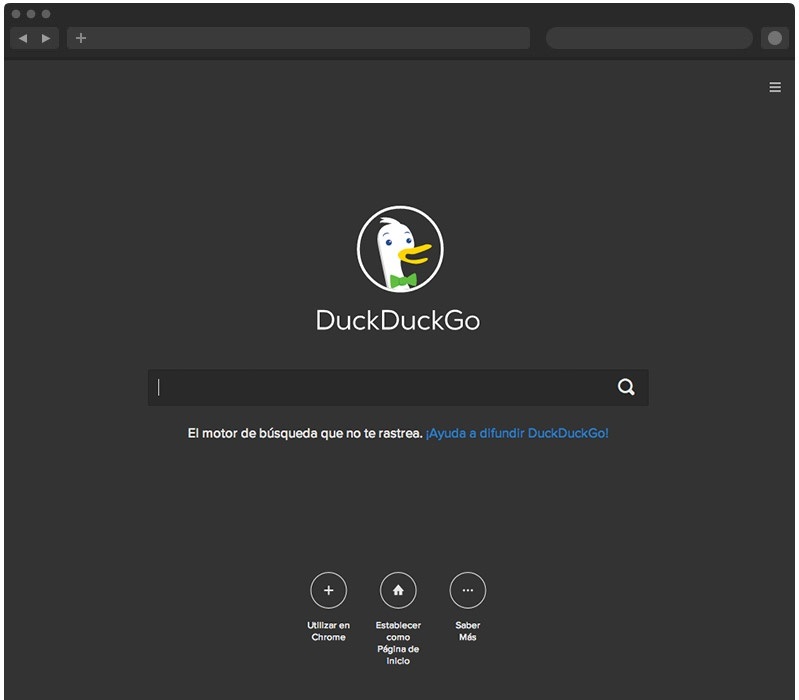 DuckDuckGo
El motor de búsqueda que no te rastrea. ¡Ayuda a difundir DuckDuckGo!
Utilizar en
Chrome
Establecer
como
Página de
Inicio
Saber
Más